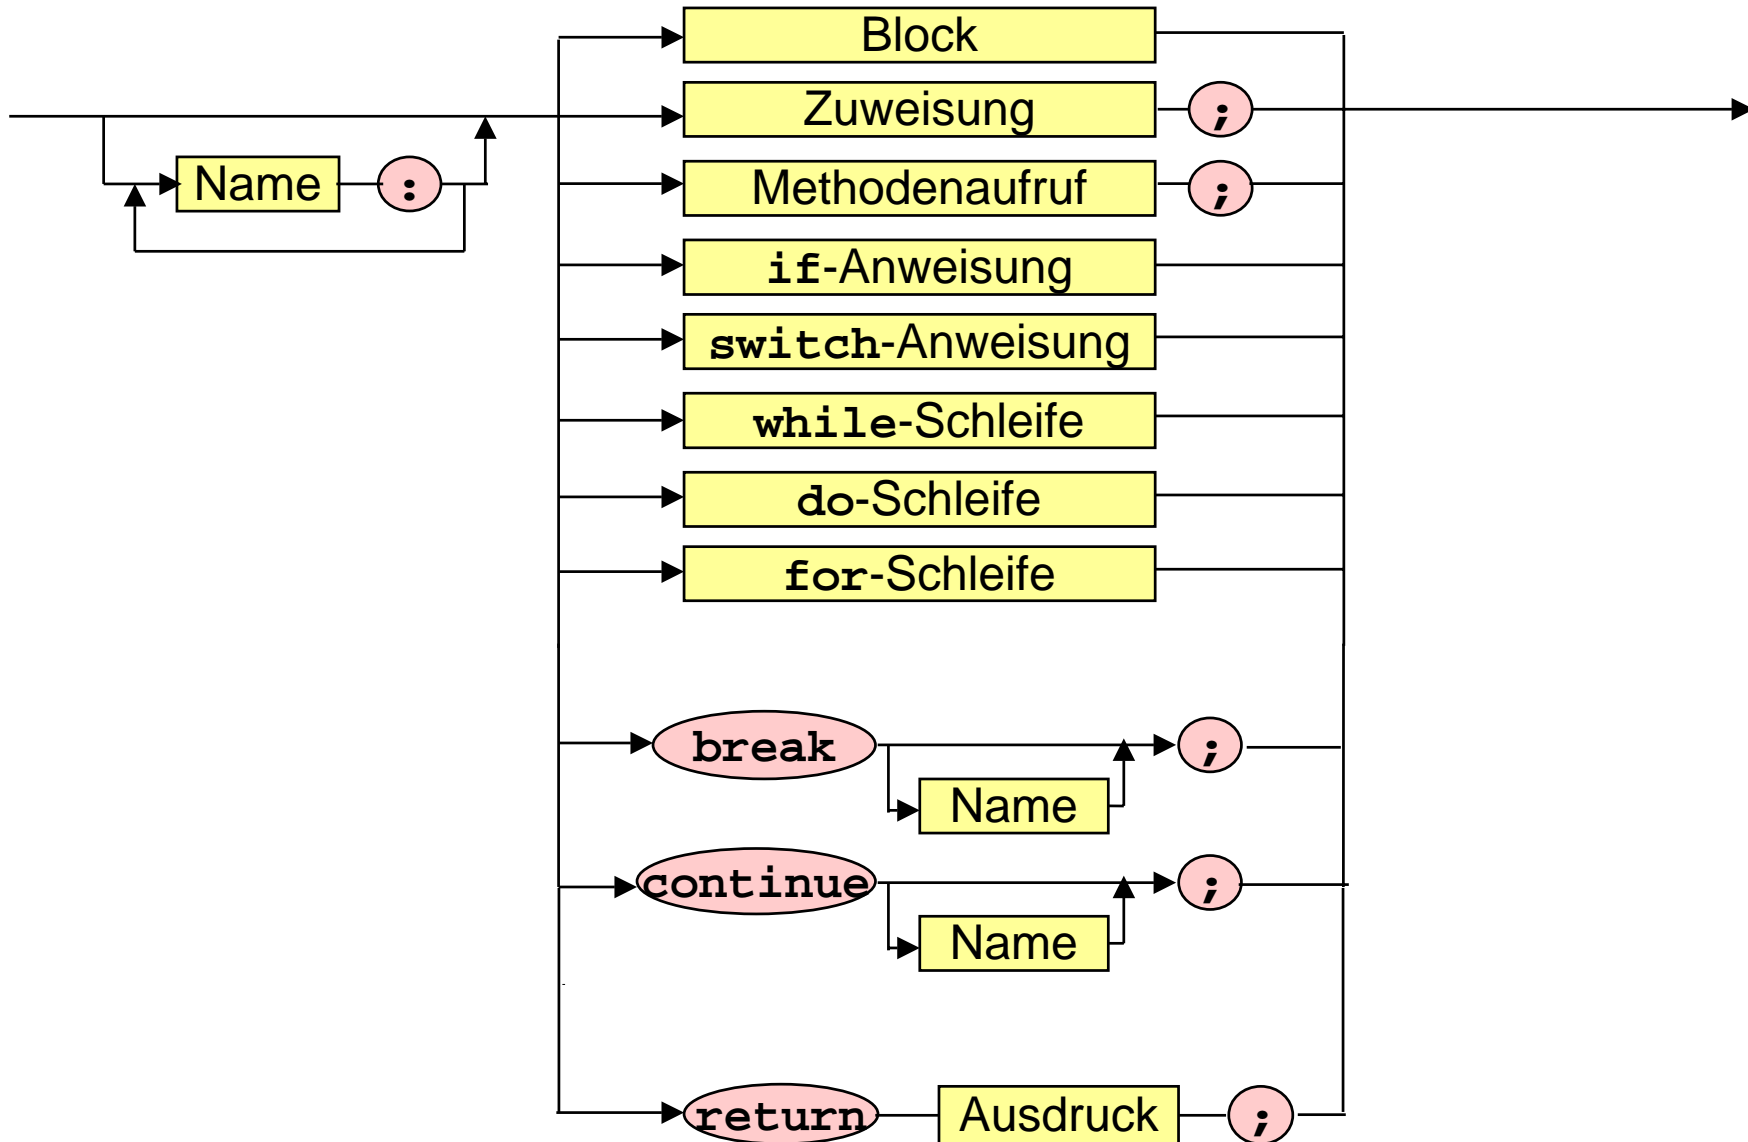 Block
Zuweisung ;
Name :
Methodenaufruf ;
if-Anweisung
switch-Anweisung
while-Schleife
do-Schleife
for-Schleife
break ;
Name
continue ;
Name
return Ausdruck ;